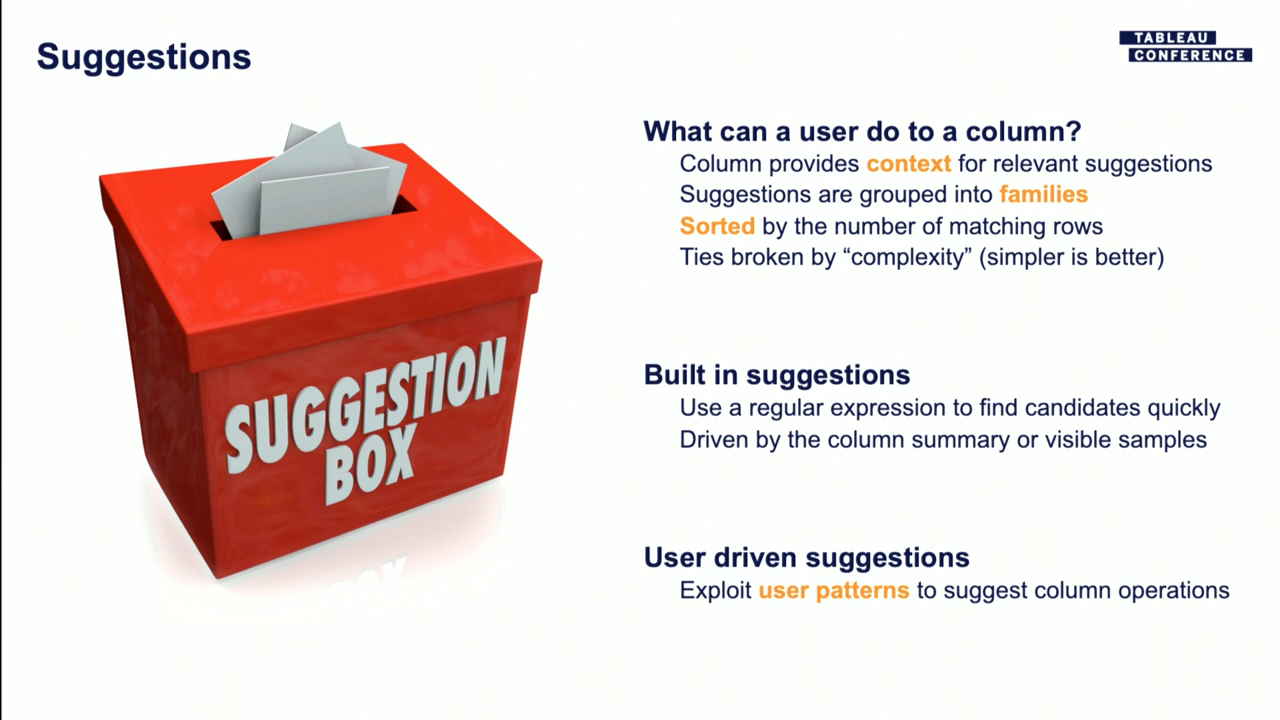 Suggestions
TABLEAU
CONFERENCE
SUGGESTION
BOX
What can a user do to a column?
Column provides context for relevant suggestions
Suggestions are grouped into families
Sorted by the number of matching rows
Ties broken by “complexity” (simpler is better)
Built in suggestions
Use a regular expression to find candidates quickly
Driven by the column summary or visible samples
User driven suggestions
Exploit user patterns to suggest column operations